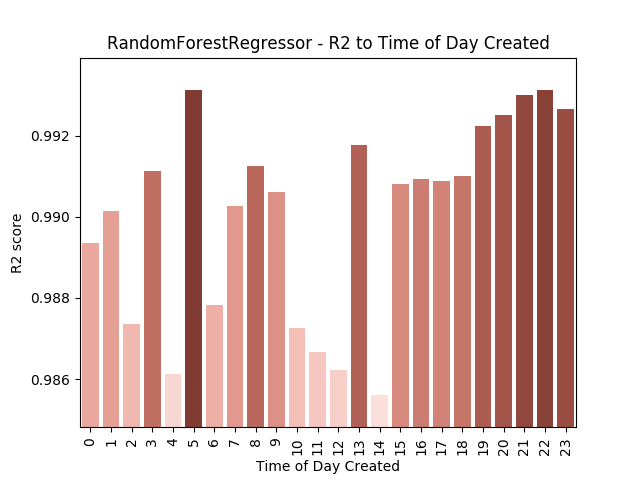 RandomForestRegressor - R2 to Time of Day Created
R2 score
0.992
0.990
0.988
0.986
0 1 2 3 4 5 6 7 8 9 10 11 12 13 14 15 16 17 18 19 20 21 22 23
Time of Day Created